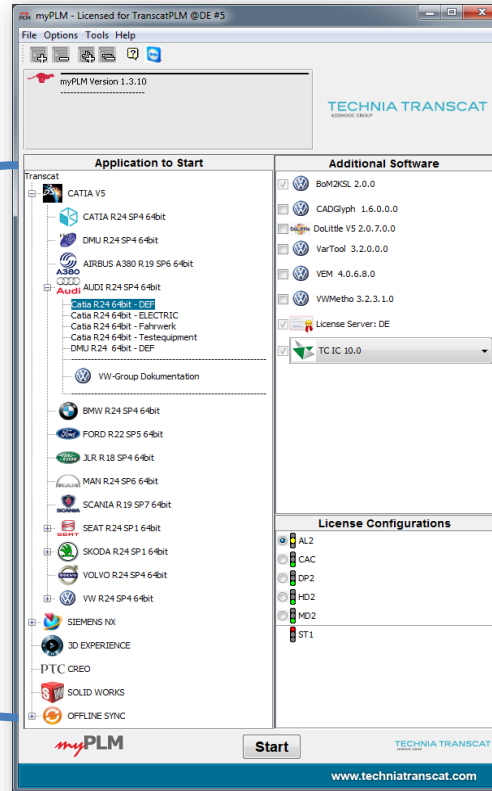 myPLM - Licensed for TranscatPLM @DE #5
File Options Tools Help
myPLM Version 1.3.10
-------------------------
TECHNIA TRANSCAT
ADDNODE GROUP
Application to Start
Transcat
CATIA V5
CATIA R24 SP4 64bit
DMU R24 SP4 64bit
A380
AIRBUS A380 R19 SP6 64bit
Audi
AUDI R24 SP4 64bit
Catia R24 64bit - DEF
Catia R24 64bit - ELECTRIC
Catia R24 64bit - Fahrwerk
Catia R24 64bit - Testequipment
DMU R24 64bit - DEF
VW-Group Dokumentation
BMW R24 SP4 64bit
Ford
FORD R22 SP5 64bit
JLR R18 SP4 64bit
MAN R24 SP6 64bit
SCANIA
SCANIA R19 SP7 64bit
SEAT
SEAT R24 SP1 64bit
SKODA R24 SP1 64bit
VOLVO
VOLVO R24 SP4 64bit
VW R24 SP4 64bit
SIEMENS NX
3D EXPERIENCE
PTC CREO
SOLID WORKS
OFFLINE SYNC
Additional Software
BoM2KSL 2.0.0
CADGlyph 1.6.0.0.0
DoLittle
DoLittle V5 2.0.7.0.0
VarTool 3.2.0.0.0
VEM 4.0.6.8.0
VWMetho 3.2.3.1.0
License Server: DE
TC IC 10.0
License Configurations
AL2
CAC
DP2
HD2
MD2
ST1
myPLM
Start
TECHNIA TRANSCAT
www.techniatranscat.com